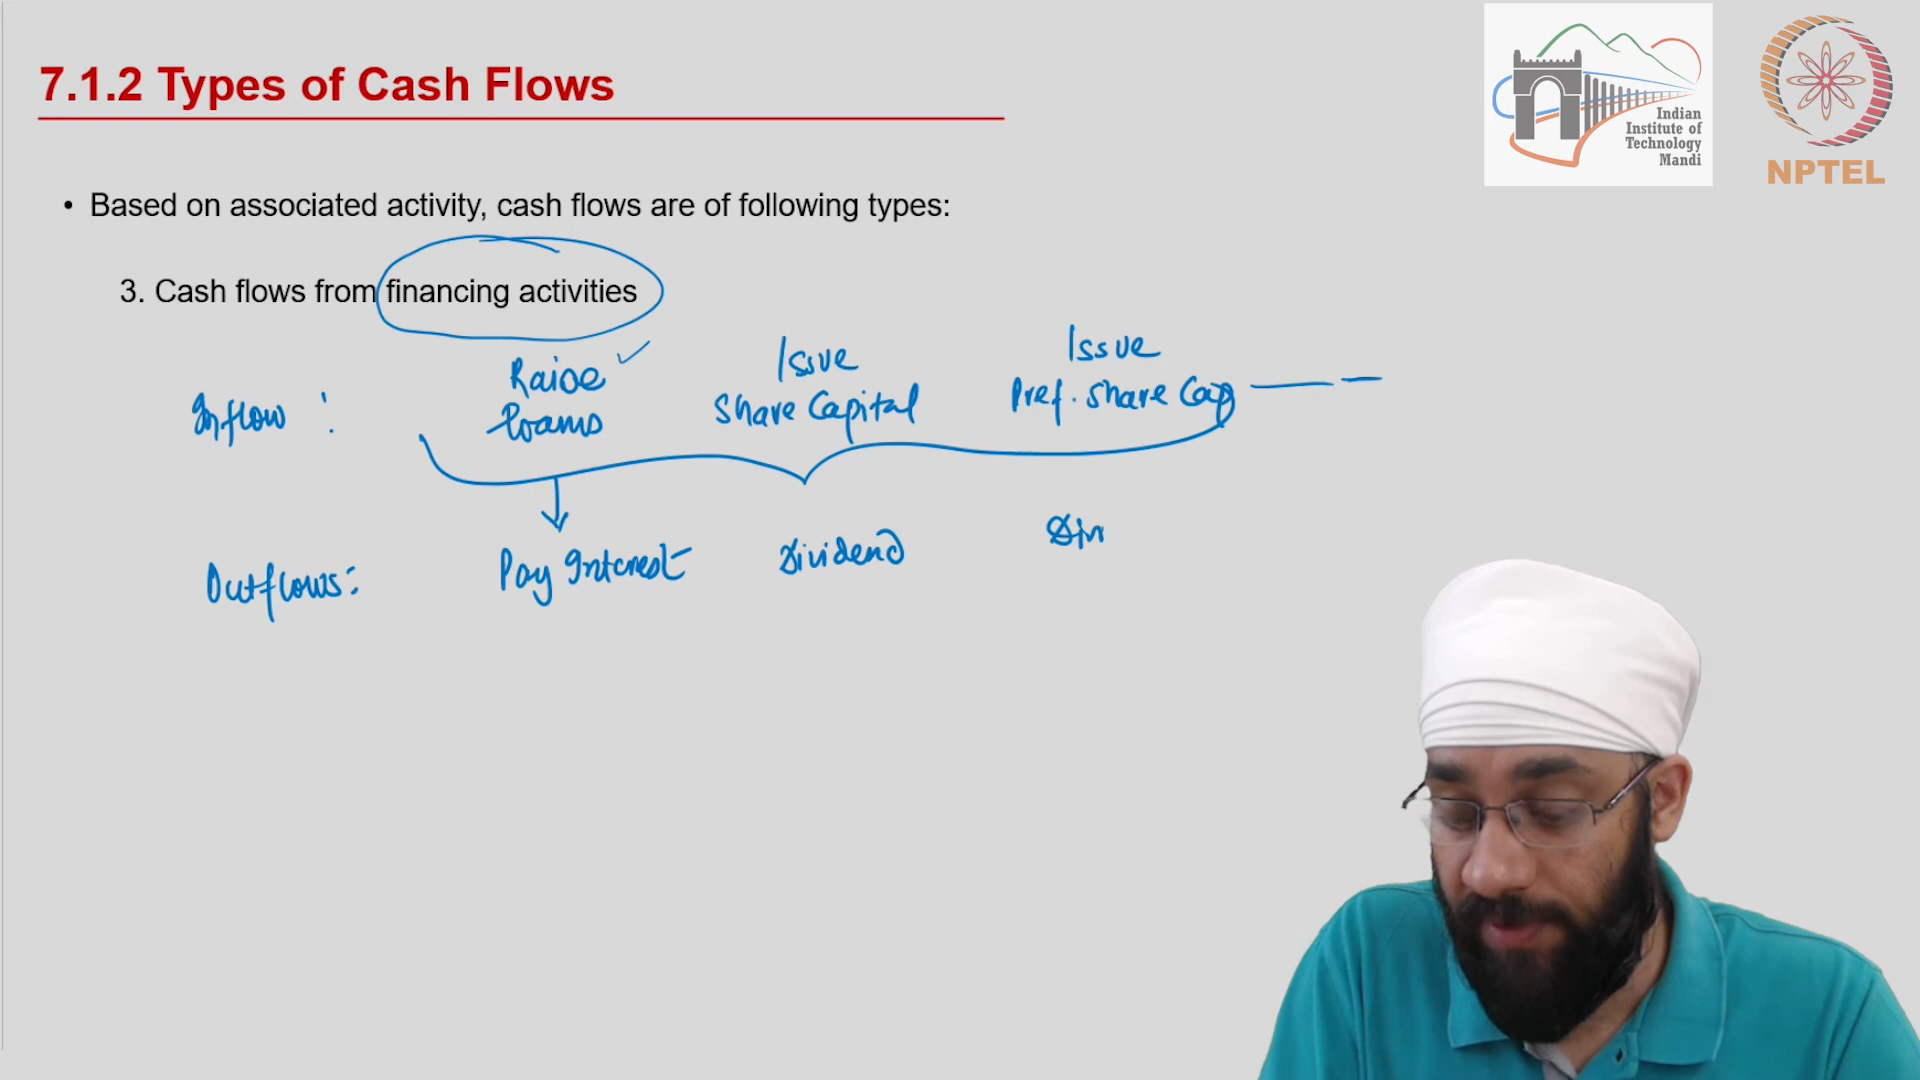 7.1.2 Types of Cash Flows
Indian
Institute of
Technology
Mandi
NPTEL
• Based on associated activity, cash flows are of following types:
3. Cash flows from financing activities
Inflow : Raise Loans ✓ Issue Share Capital Issue Pref. Share Cap — —
Outflows: Pay Interest Dividend Div